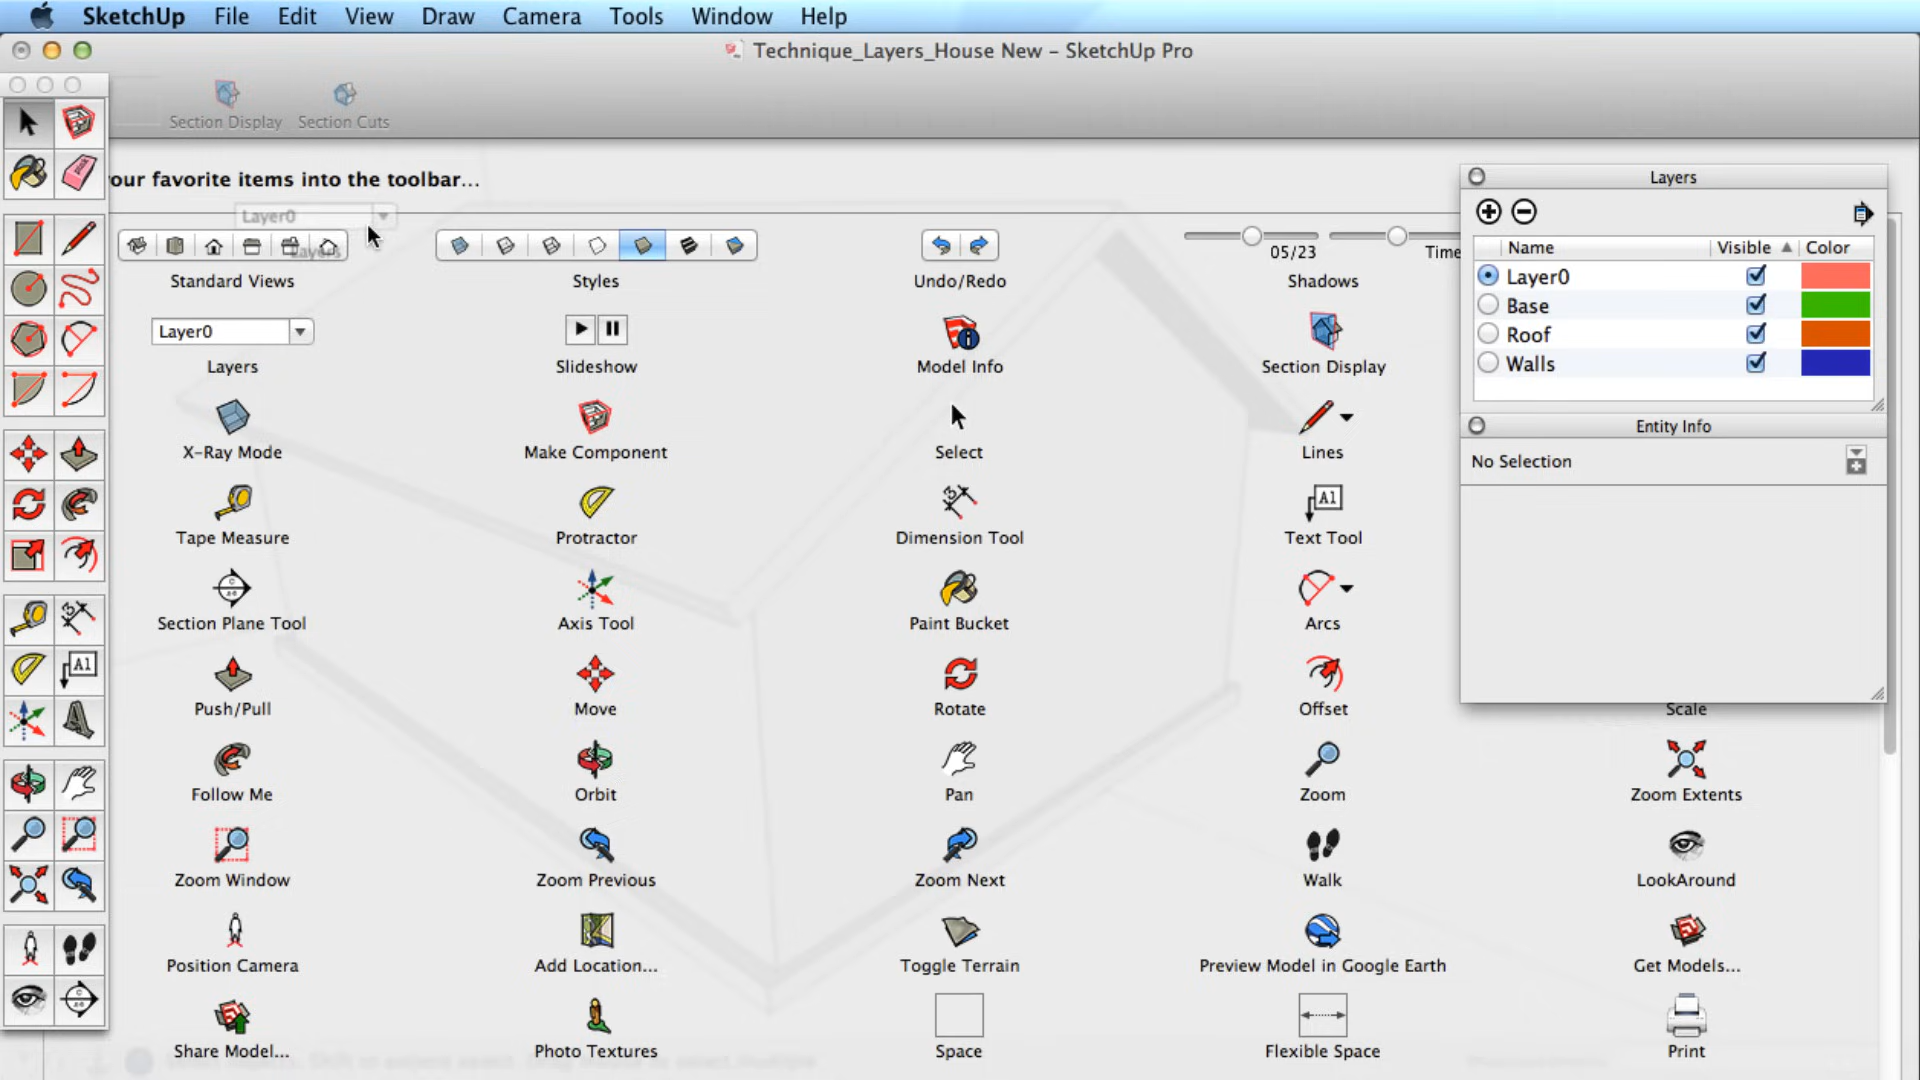 SketchUp File Edit View Draw Camera Tools Window Help
Technique_Layers_House New – SketchUp Pro
Section Display Section Cuts
our favorite items into the toolbar...
Layer0
Layers
05/23 Time
Standard Views Styles Undo/Redo Shadows
Layer0
Layers Slideshow Model Info Section Display
X-Ray Mode Make Component Select Lines
A1
Tape Measure Protractor Dimension Tool Text Tool
Section Plane Tool Axis Tool Paint Bucket Arcs
Push/Pull Move Rotate Offset Scale
Follow Me Orbit Pan Zoom Zoom Extents
Zoom Window Zoom Previous Zoom Next Walk LookAround
Position Camera Add Location... Toggle Terrain Preview Model in Google Earth Get Models...
Share Model... Photo Textures Space Flexible Space Print
A1
Layers
Name Visible Color
Layer0
Base
Roof
Walls
Entity Info
No Selection